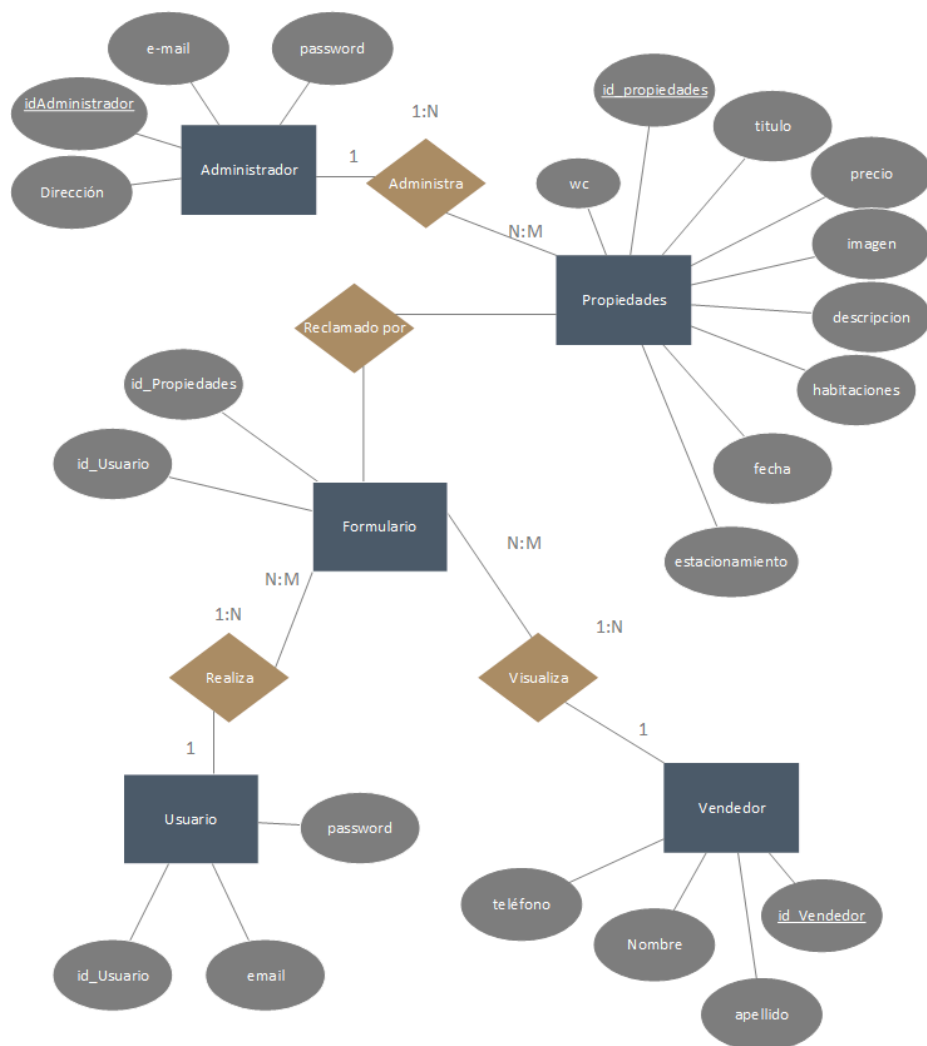 e-mail
password
idAdministrador
Administrador
Dirección
1
1:N
Administra
N:M
id_propiedades
titulo
wc
precio
imagen
Propiedades
descripcion
habitaciones
fecha
estacionamiento
Reclamado por
id_Propiedades
id_Usuario
Formulario
N:M
1:N
Realiza
1
N:M
1:N
Visualiza
1
Usuario
password
id_Usuario
email
Vendedor
teléfono
Nombre
id_Vendedor
apellido